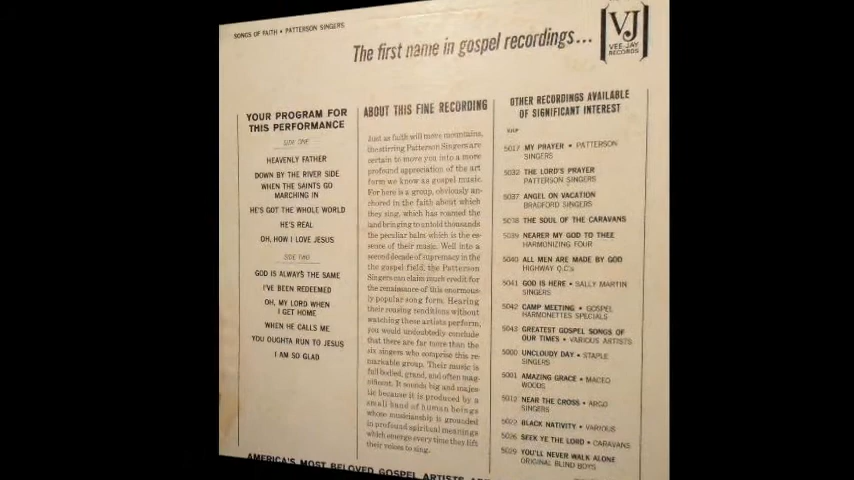 SONGS OF FAITH • PATTERSON SINGERS
The first name in gospel recordings...
VJ
VEE-JAY
RECORDS
YOUR PROGRAM FOR
THIS PERFORMANCE
SIDE ONE
HEAVENLY FATHER
DOWN BY THE RIVER SIDE
WHEN THE SAINTS GO
MARCHING IN
HE'S GOT THE WHOLE WORLD
HE'S REAL
OH, HOW I LOVE JESUS
SIDE TWO
GOD IS ALWAYS THE SAME
I'VE BEEN REDEEMED
OH, MY LORD WHEN
I GET HOME
WHEN HE CALLS ME
YOU OUGHTA RUN TO JESUS
I AM SO GLAD
ABOUT THIS FINE RECORDING
Just as faith will move mountains,
the stirring Patterson Singers are
certain to move you into a more
profound appreciation of the art
form we know as gospel music.
For here is a group, obviously an-
chored in the faith about which
they sing, which has roamed the
land bringing to untold thousands
the peculiar balm which is the es-
sence of their music. Well into a
second decade of supremacy in the
the gospel field, the Patterson
Singers can claim much credit for
the renaissance of this enormous-
ly popular song form. Hearing
their rousing renditions without
watching these artists perform,
you would undoubtedly conclude
that there are far more than the
six singers who comprise this re-
markable group. Their music is
full bodied, grand, and often mag-
nificent. It sounds big and majes-
tic because it is produced by a
small band of human beings
whose musicianship is grounded
in profound spiritual meanings
which emerge every time they lift
their voices to sing.
OTHER RECORDINGS AVAILABLE
OF SIGNIFICANT INTEREST
5017 MY PRAYER • PATTERSON
SINGERS
5032 THE LORD'S PRAYER
PATTERSON SINGERS
5037 ANGEL ON VACATION
BRADFORD SINGERS
5038 THE SOUL OF THE CARAVANS
5039 NEARER MY GOD TO THEE
HARMONIZING FOUR
5040 ALL MEN ARE MADE BY GOD
HIGHWAY Q.C's
5041 GOD IS HERE • SALLY MARTIN
SINGERS
5042 CAMP MEETING • GOSPEL
HARMONETTES SPECIALS
5043 GREATEST GOSPEL SONGS OF
OUR TIMES • VARIOUS ARTISTS
5000 UNCLOUDY DAY • STAPLE
SINGERS
5001 AMAZING GRACE • MACEO
WOODS
5012 NEAR THE CROSS • ARGO
SINGERS
5022 BLACK NATIVITY • VARIOUS
5026 SEEK YE THE LORD • CARAVANS
5029 YOU'LL NEVER WALK ALONE
ORIGINAL BLIND BOYS
AMERICA'S MOST BELOVED GOSPEL ARTISTS